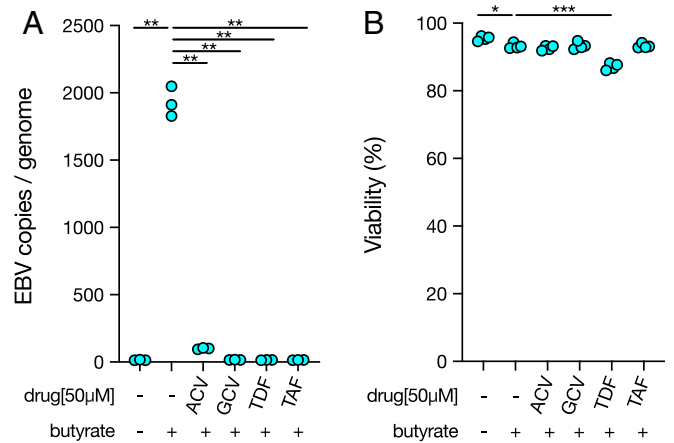 A
EBV copies / genome
2500
2000
1500
1000
500
0
** **
**
**
**
drug[50µM] - - ACV GCV TDF TAF
butyrate - + + + + +
B
Viability (%)
100
80
60
40
20
0
* ***
drug[50µM] - - ACV GCV TDF TAF
butyrate - + + + + +